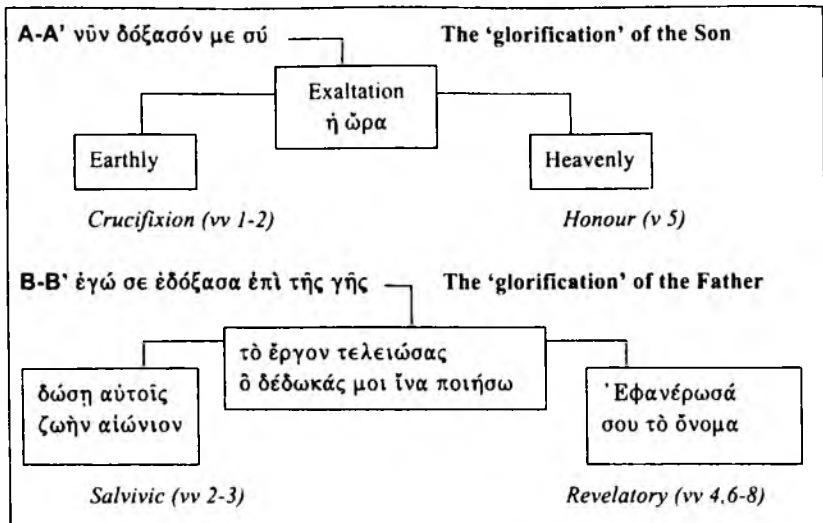 A-A' νῦν δόξασόν με σύ The 'glorification' of the Son
Exaltation
ἡ ὥρα
Earthly
Heavenly
Crucifixion (vv 1-2)
Honour (v 5)
B-B' ἐγώ σε ἐδόξασα ἐπὶ τῆς γῆς The 'glorification' of the Father
τὸ ἔργον τελειώσας
ὃ δέδωκάς μοι ἵνα ποιήσω
δώσῃ αὐτοῖς
ζωὴν αἰώνιον
Ἐφανέρωσά
σου τὸ ὄνομα
Salvivic (vv 2-3)
Revelatory (vv 4,6-8)